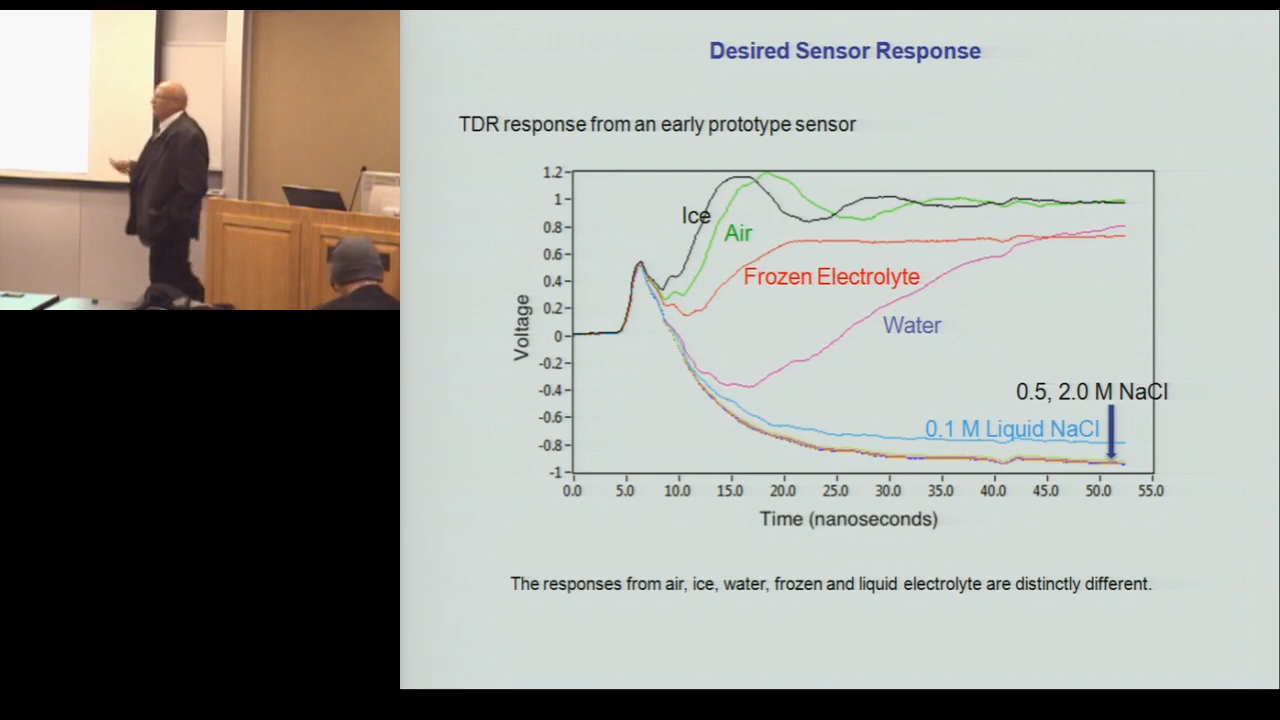 Desired Sensor Response
TDR response from an early prototype sensor
1.2
1
0.8
0.6
0.4
0.2
0
-0.2
-0.4
-0.6
-0.8
-1
Voltage
Ice
Air
Frozen Electrolyte
Water
0.5, 2.0 M NaCl
0.1 M Liquid NaCl
0.0 5.0 10.0 15.0 20.0 25.0 30.0 35.0 40.0 45.0 50.0 55.0
Time (nanoseconds)
The responses from air, ice, water, frozen and liquid electrolyte are distinctly different.